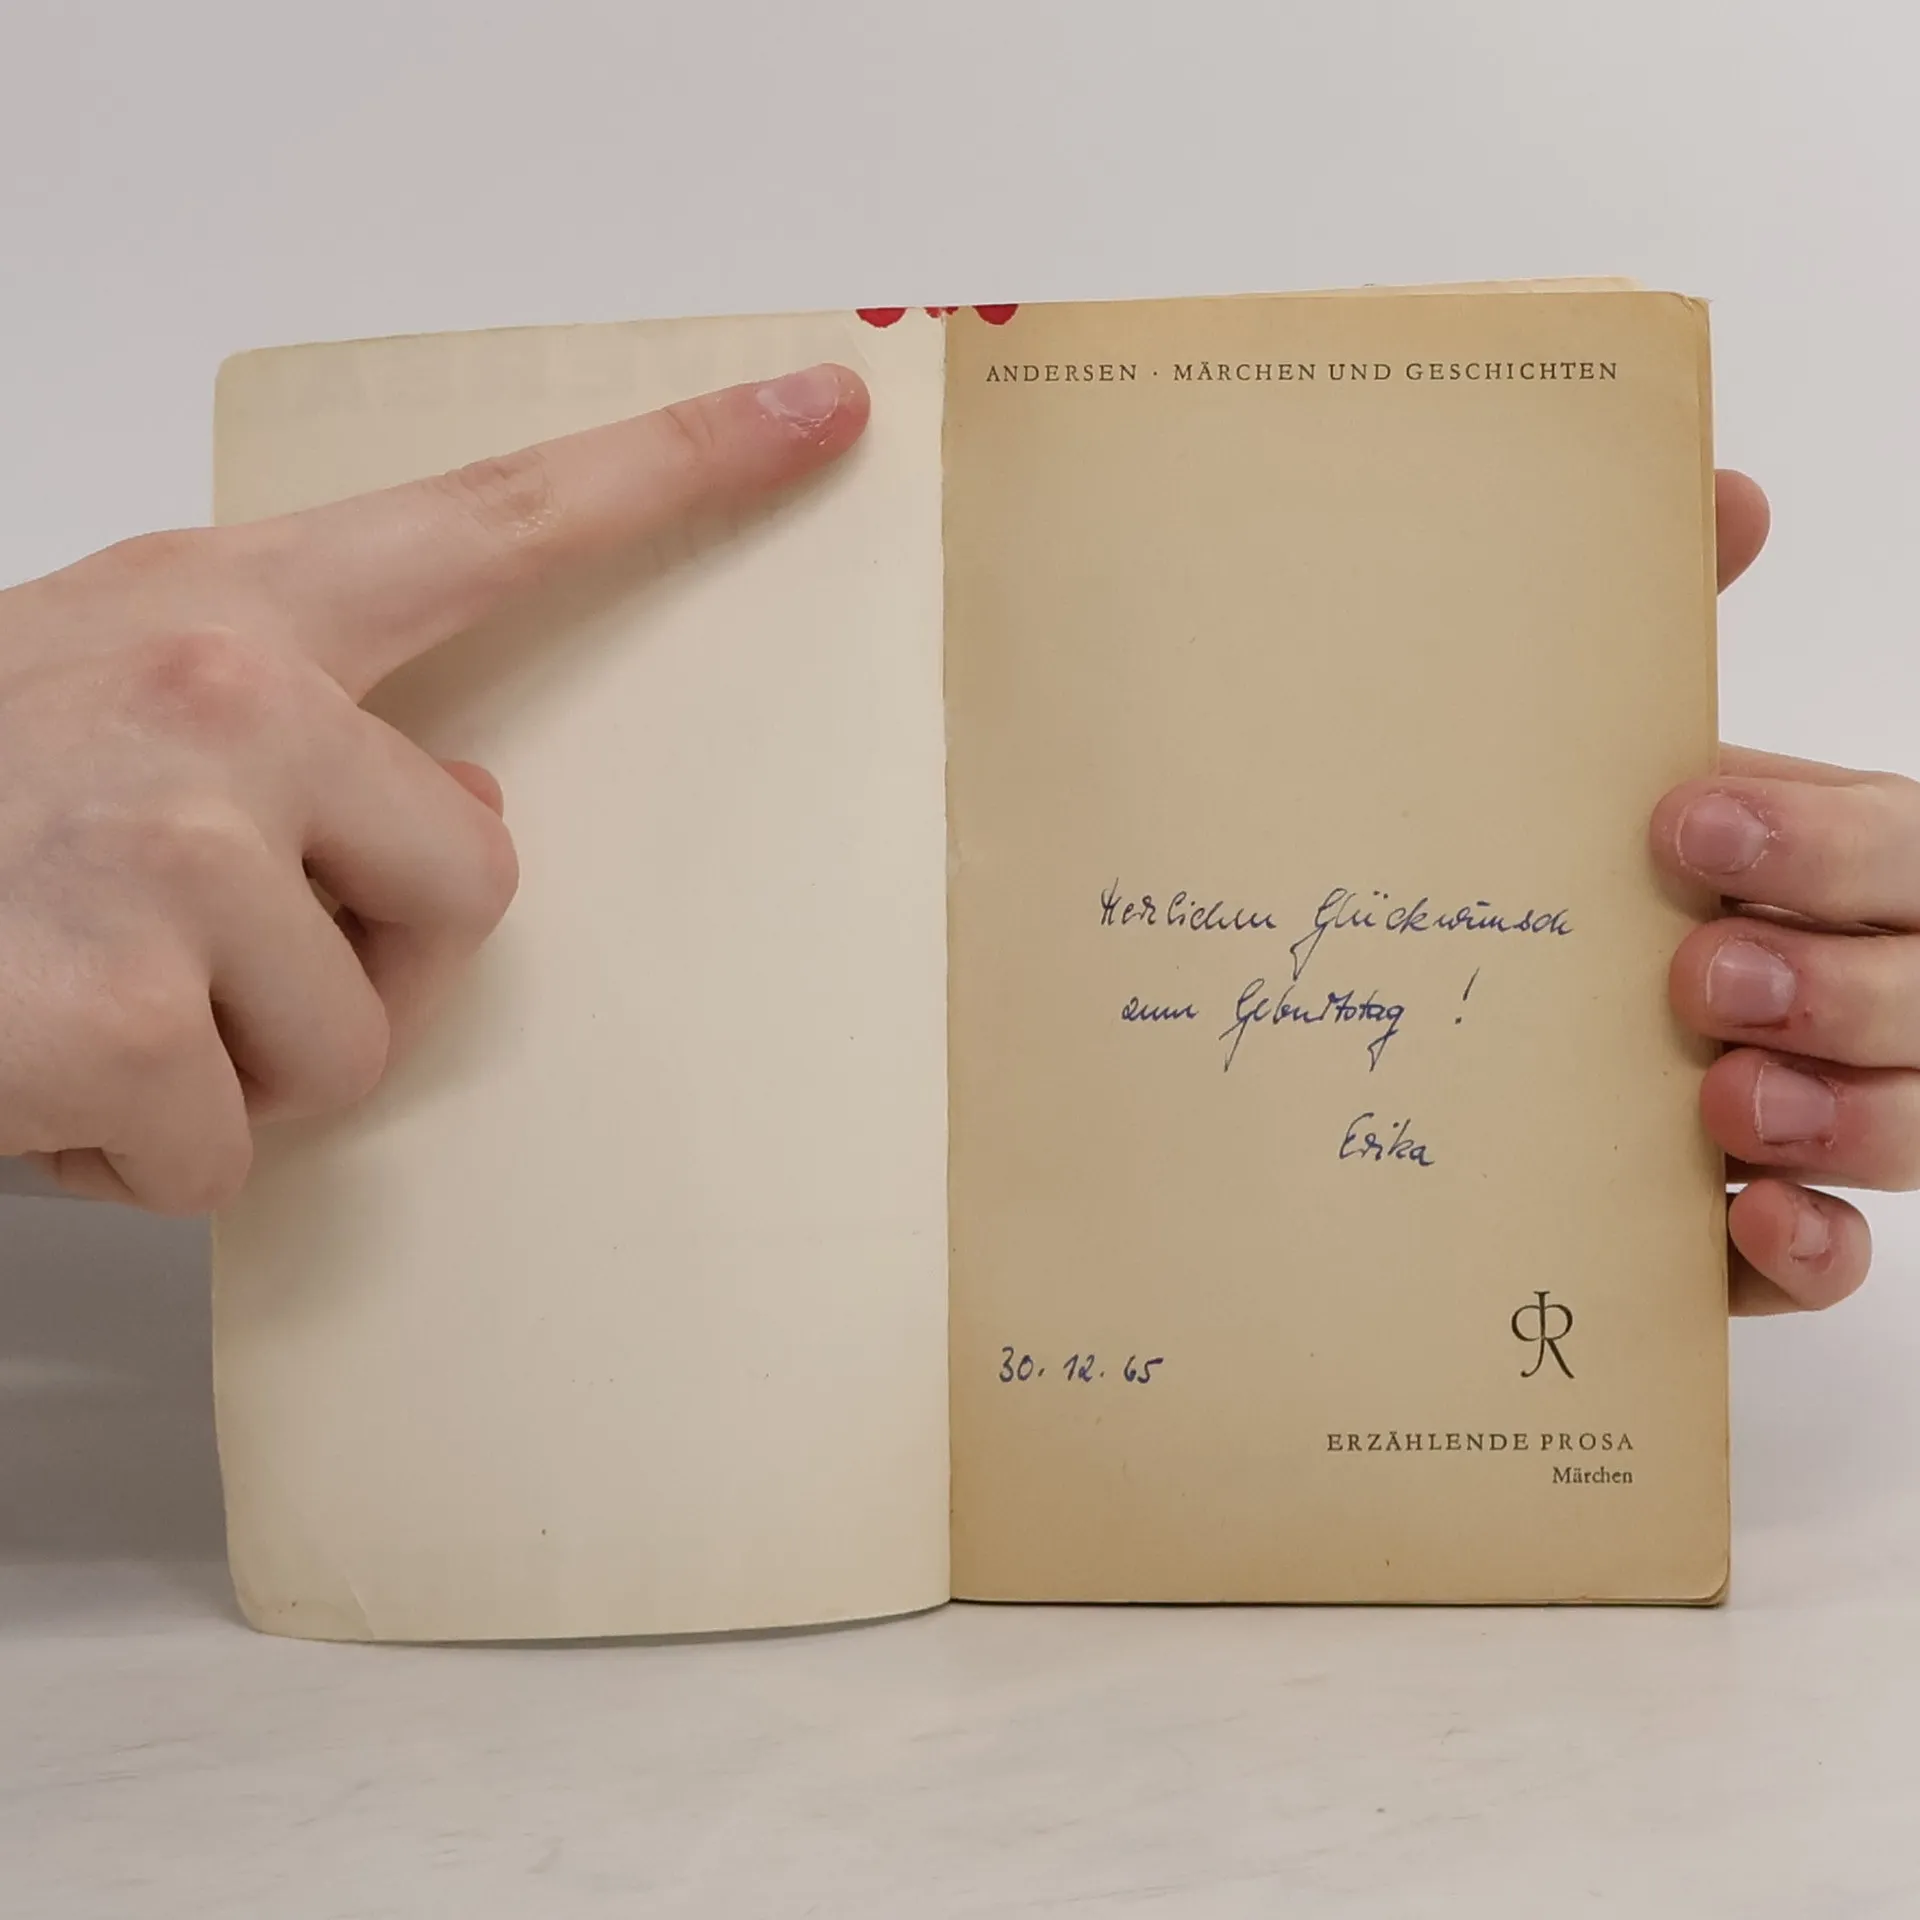 ANDERSEN · MÄRCHEN UND GESCHICHTEN
Herzlichen Glückwunsch
zum Geburtstag !
Erika
30. 12. 65
ERZÄHLENDE PROSA
Märchen